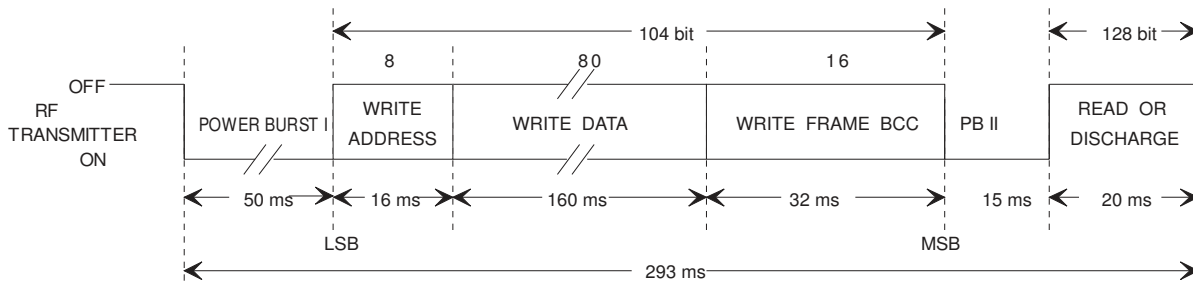 104 bit 128 bit
8 80 16
OFF
RF
TRANSMITTER
ON
POWER BURST I
WRITE
ADDRESS
WRITE DATA
WRITE FRAME BCC
PB II
READ OR
DISCHARGE
50 ms 16 ms 160 ms 32 ms 15 ms 20 ms
LSB MSB
293 ms